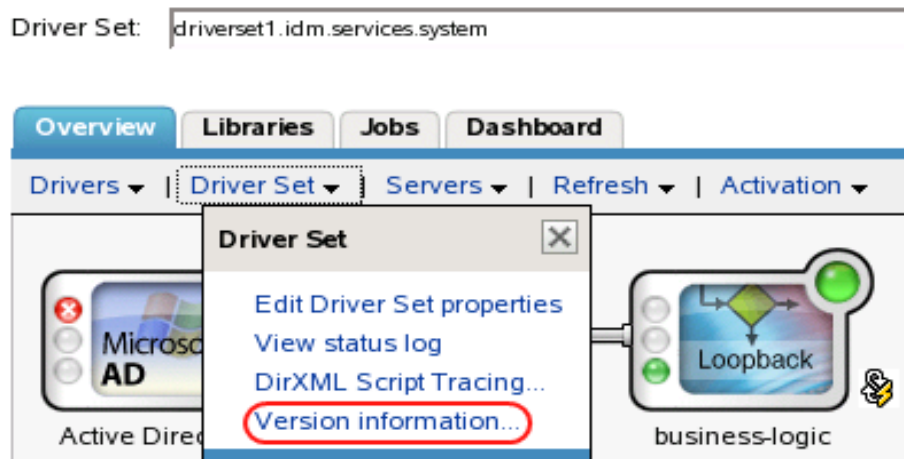 Driver Set: driverset1.idm.services.system
Overview Libraries Jobs Dashboard
Drivers | Driver Set | Servers | Refresh | Activation
Driver Set
Edit Driver Set properties
View status log
DirXML Script Tracing...
Version information...
Microso
AD
Active Direc
Loopback
business-logic